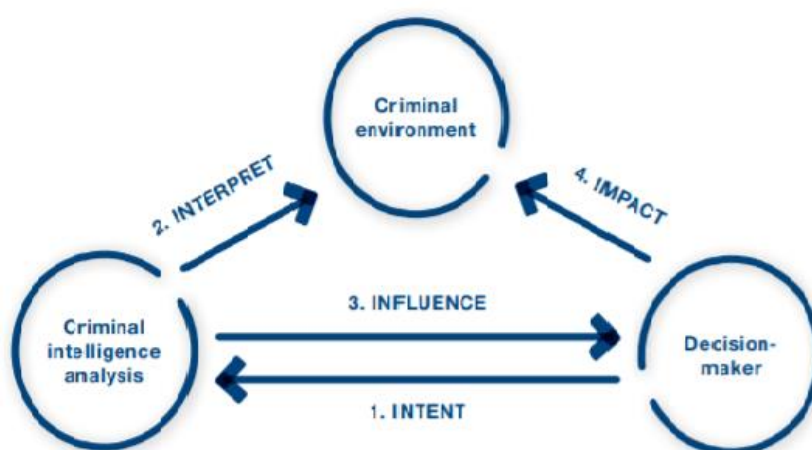 Criminal
environment
2. INTERPRET
4. IMPACT
3. INFLUENCE
Criminal
intelligence
analysis
Decision-
maker
1. INTENT